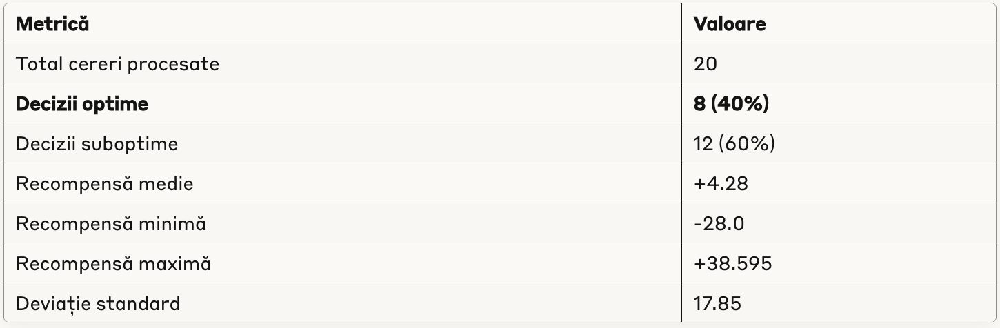 Metrică Valoare
Total cereri procesate 20
Decizii optime 8 (40%)
Decizii suboptime 12 (60%)
Recompensă medie +4.28
Recompensă minimă -28.0
Recompensă maximă +38.595
Deviație standard 17.85